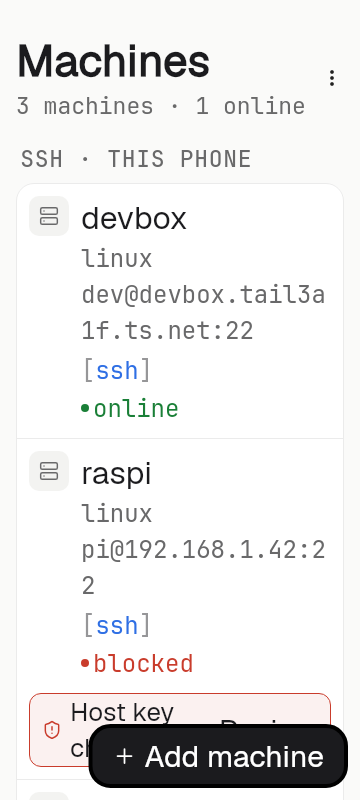 Machines
3 machines · 1 online
SSH · THIS PHONE
devbox
linux
dev@devbox.tail3a
1f.ts.net:22
[ssh]
•online
raspi
linux
pi@192.168.1.42:2
2
[ssh]
•blocked
Host key
+ Add machine